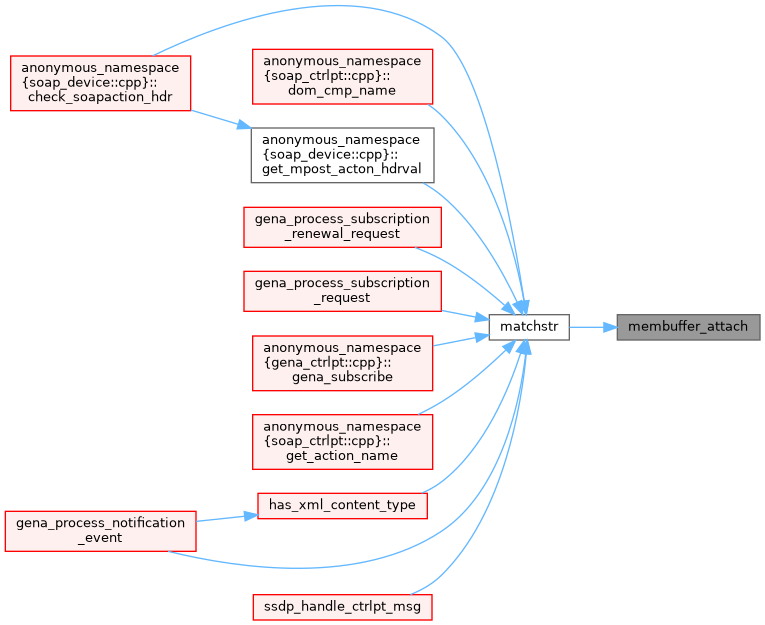 anonymous_namespace
{soap_device::cpp}::
check_soapaction_hdr
anonymous_namespace
{soap_ctrlpt::cpp}::
dom_cmp_name
anonymous_namespace
{soap_device::cpp}::
get_mpost_acton_hdrval
gena_process_subscription
_renewal_request
gena_process_subscription
_request
matchstr
membuffer_attach
anonymous_namespace
{gena_ctrlpt::cpp}::
gena_subscribe
anonymous_namespace
{soap_ctrlpt::cpp}::
get_action_name
has_xml_content_type
gena_process_notification
_event
ssdp_handle_ctrlpt_msg